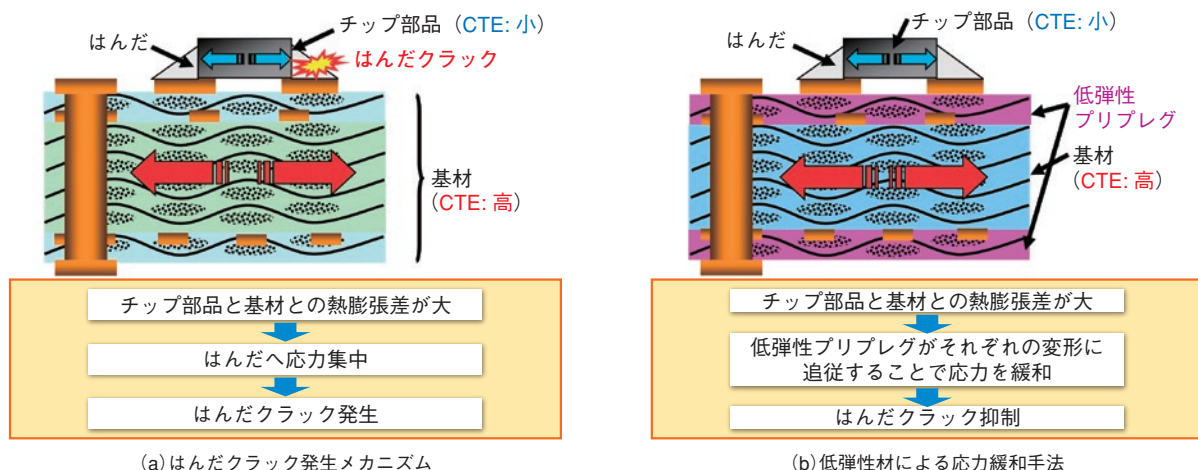 チップ部品（CTE: 小）
はんだ
はんだクラック
基材
（CTE: 高）
チップ部品と基材との熱膨張差が大
はんだへ応力集中
はんだクラック発生
(a)はんだクラック発生メカニズム
チップ部品
（CTE: 小）
はんだ
低弾性
プリプレグ
基材
（CTE: 高）
チップ部品と基材との熱膨張差が大
低弾性プリプレグがそれぞれの変形に
追従することで応力を緩和
はんだクラック抑制
(b)低弾性材による応力緩和手法